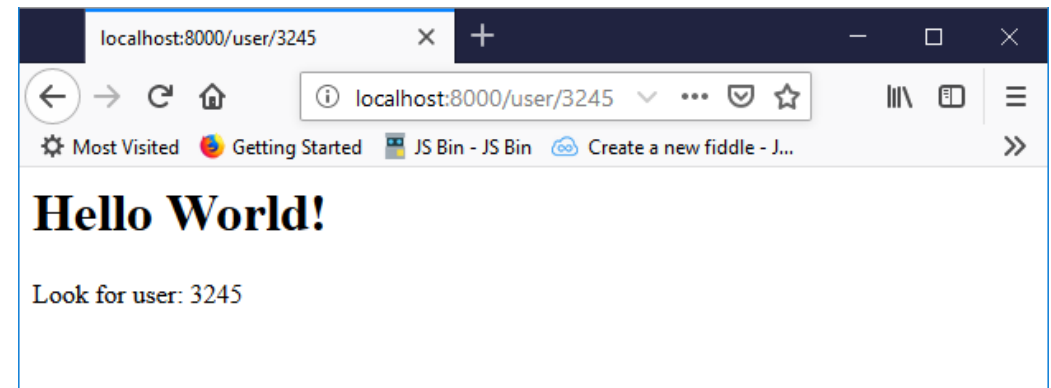 localhost:8000/user/3245
localhost:8000/user/3245
Most Visited Getting Started JS Bin - JS Bin Create a new fiddle - J...
Hello World!
Look for user: 3245